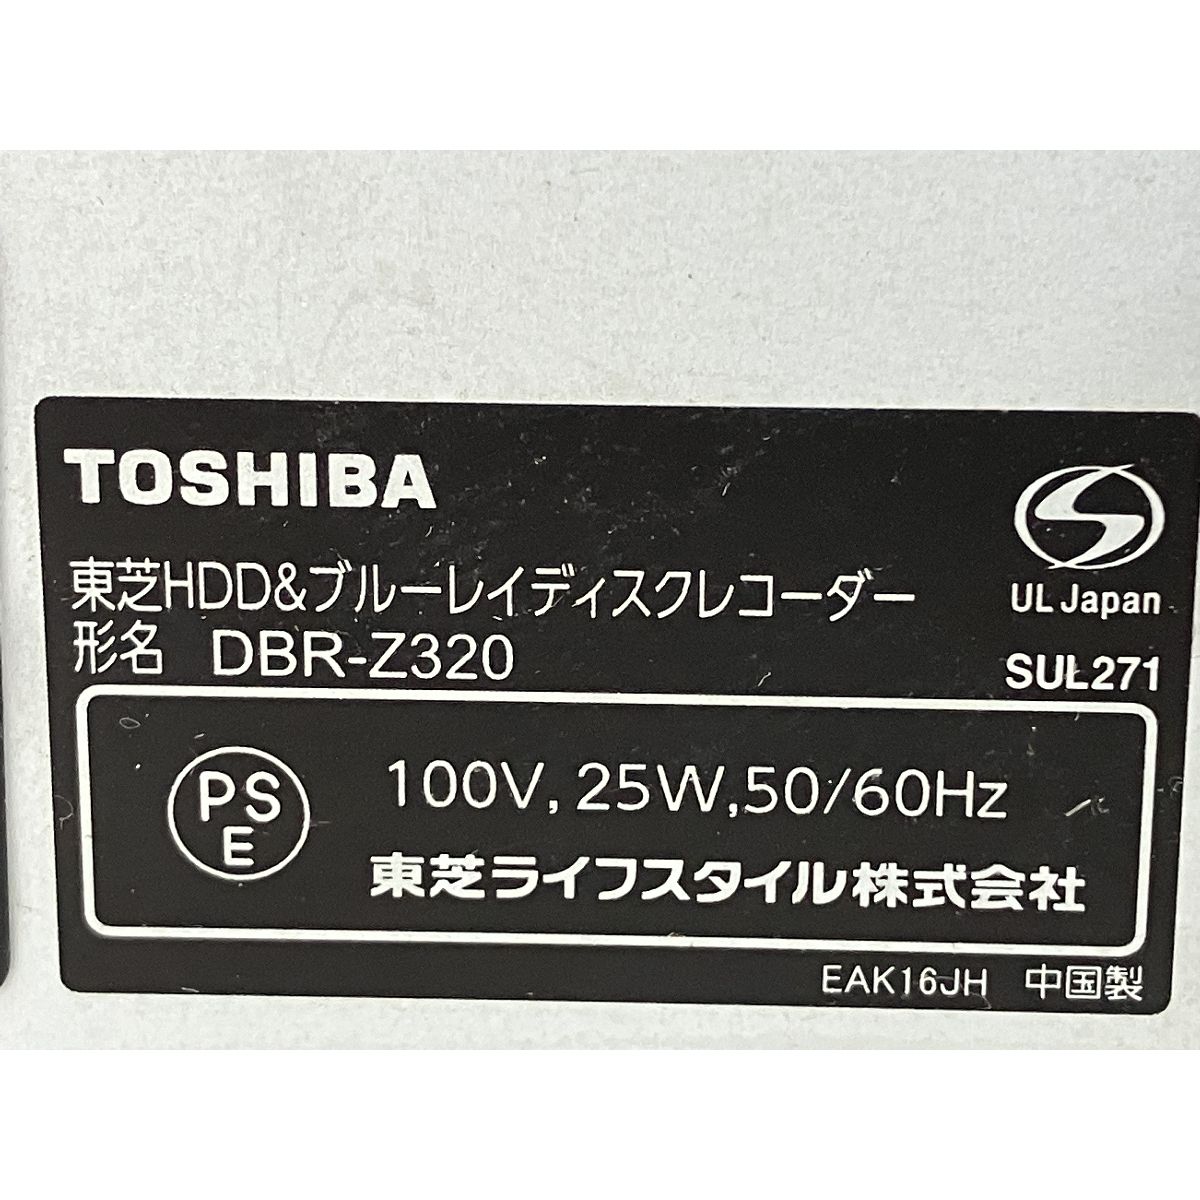 TOSHIBA
東芝HDD&ブルーレイディスクレコーダー
形名 DBR-Z320
UL Japan
SUL271
PS
E
100V, 25W, 50/60Hz
東芝ライフスタイル株式会社
EAK16JH 中国製